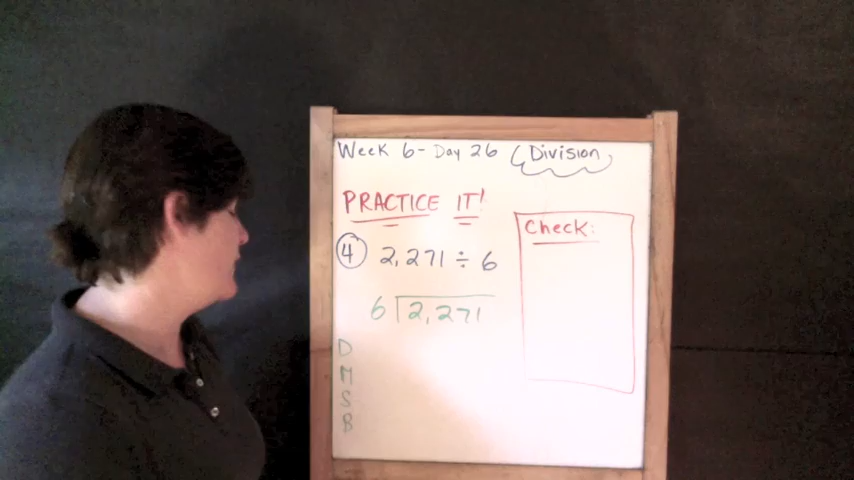 Week 6 - Day 26 (Division)
PRACTICE IT!
4 2,271 ÷ 6
6 2,271
D
M
S
B
Check: